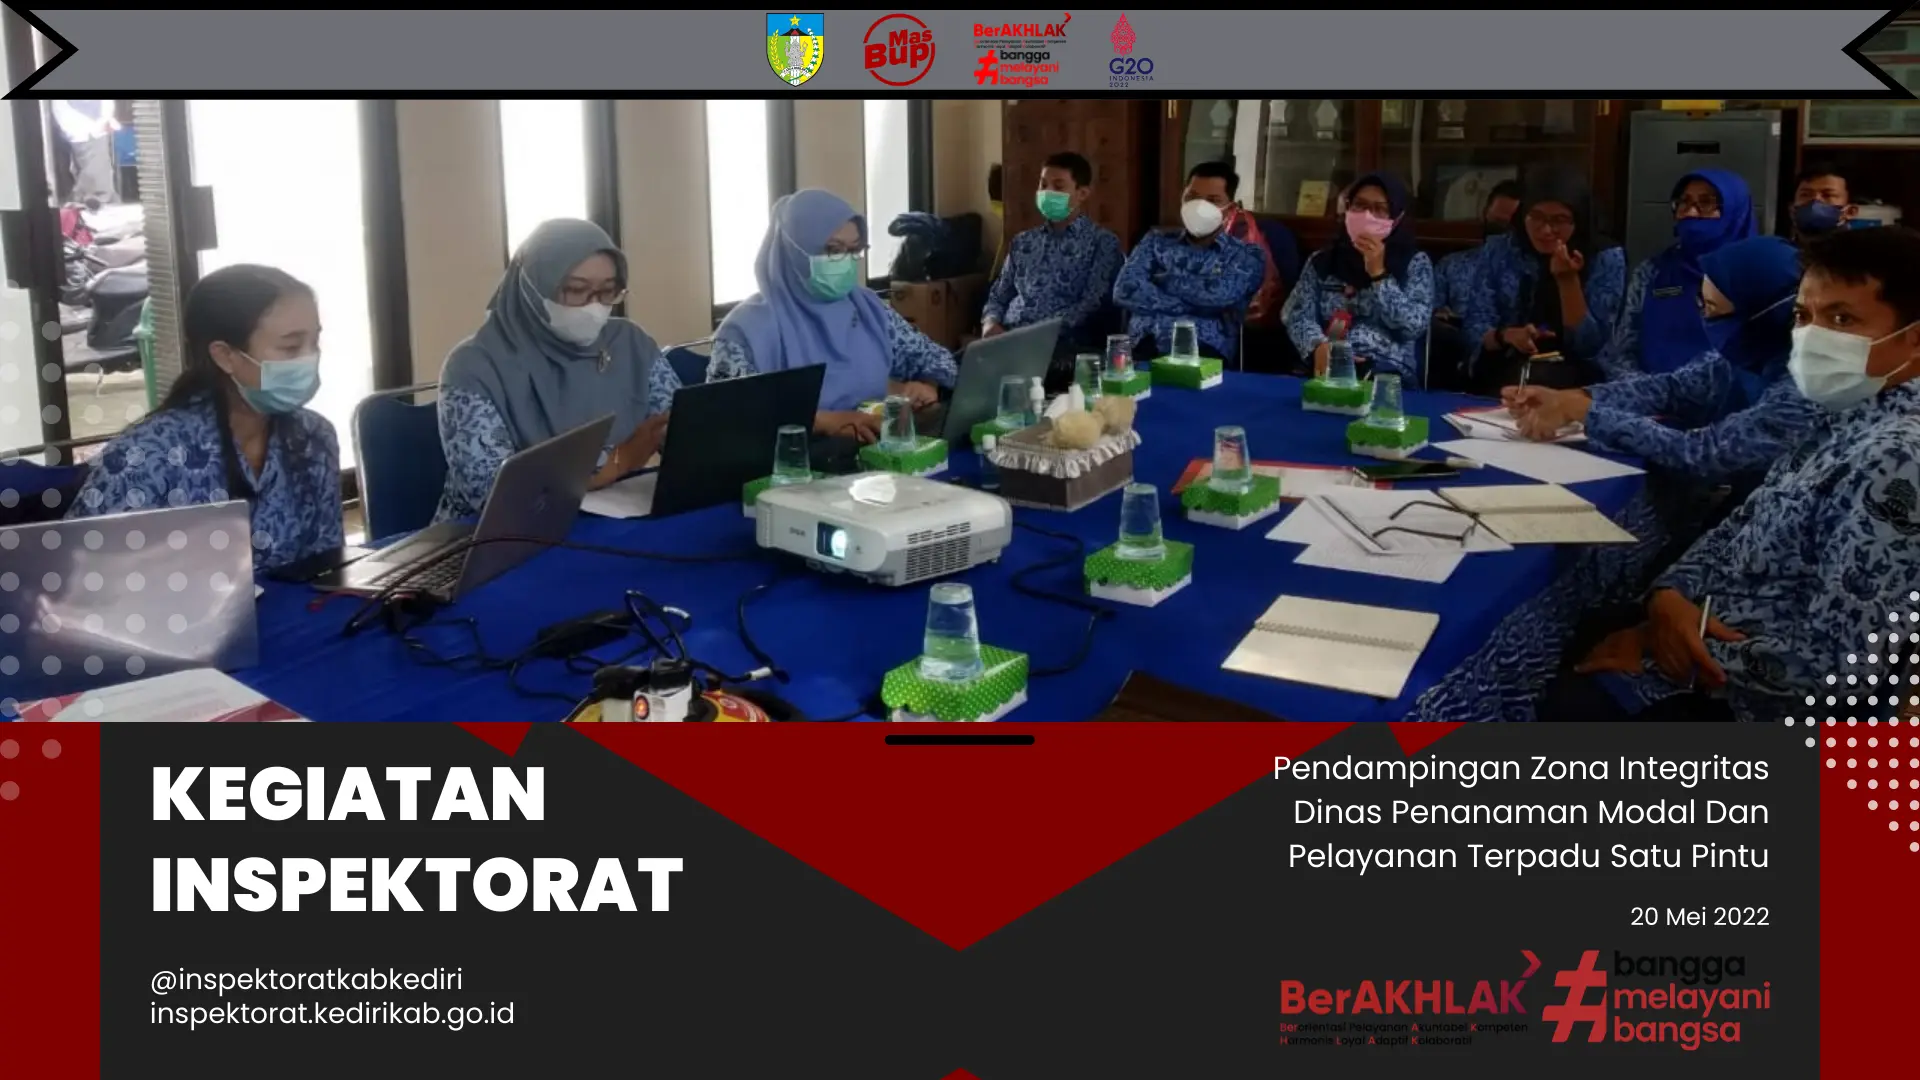 Mas
Bup
BerAKHLAK
#bangga
melayani
bangsa
G20
INDONESIA
2022
EPSON
KEGIATAN
INSPEKTORAT
@inspektoratkabkediri
inspektorat.kedirikab.go.id
Pendampingan Zona Integritas
Dinas Penanaman Modal Dan
Pelayanan Terpadu Satu Pintu
20 Mei 2022
BerAKHLAK
Berorientasi Pelayanan Akuntabel Kompeten
Harmonis Loyal Adaptif Kolaboratif
#bangga
melayani
bangsa